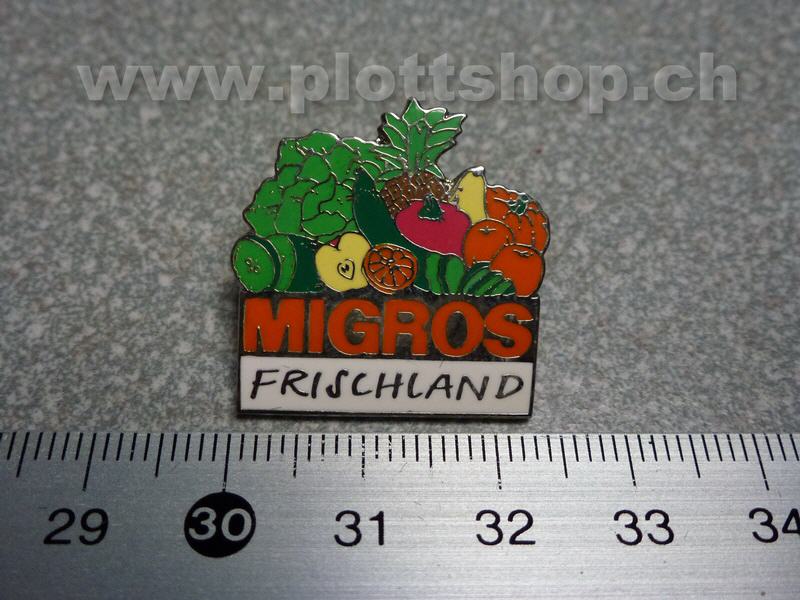 www.plottshop.ch
MIGROS
FRISCHLAND
29 30 31 32 33 34